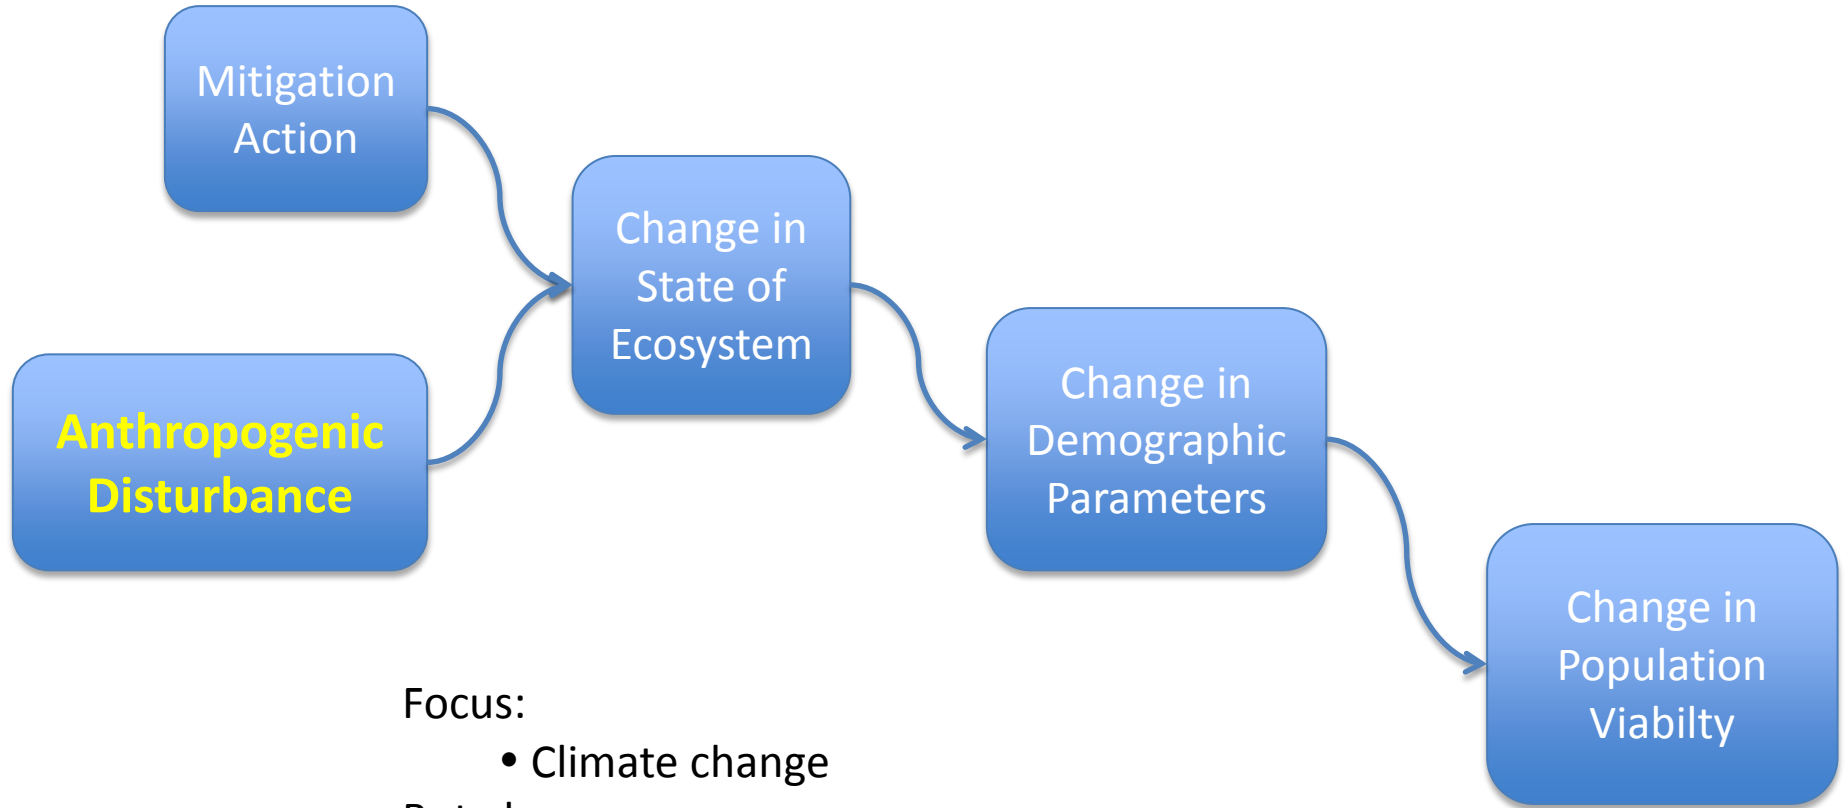 Mitigation
Action
Change in
State of
Ecosystem
Anthropogenic
Disturbance
Change in
Demographic
Parameters
Change in
Population
Viabilty
Focus:
• Climate change